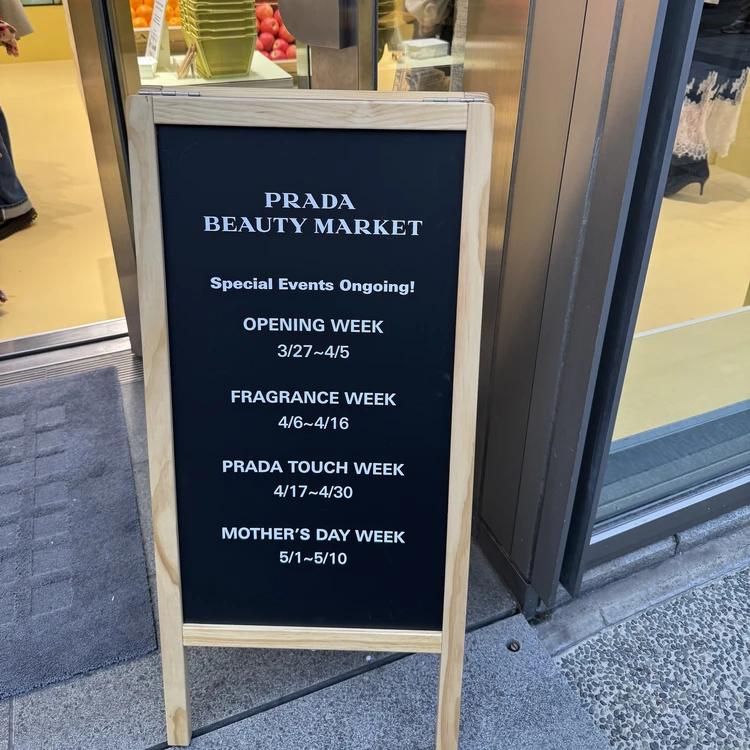 PRADA
BEAUTY MARKET
Special Events Ongoing!
OPENING WEEK
3/27~4/5
FRAGRANCE WEEK
4/6~4/16
PRADA TOUCH WEEK
4/17~4/30
MOTHER'S DAY WEEK
5/1~5/10